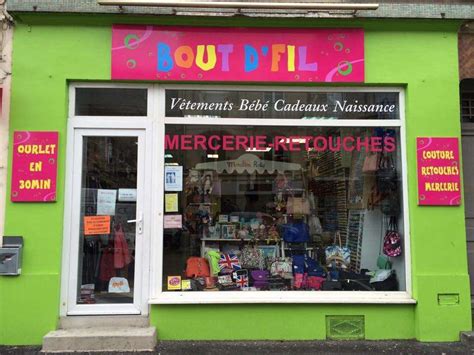 BOUT D'FIL
Vêtements Bébé Cadeaux Naissance
MERCERIE-RETOUCHES
OURLET
EN
30MIN
COUTURE
RETOUCHES
MERCERIE